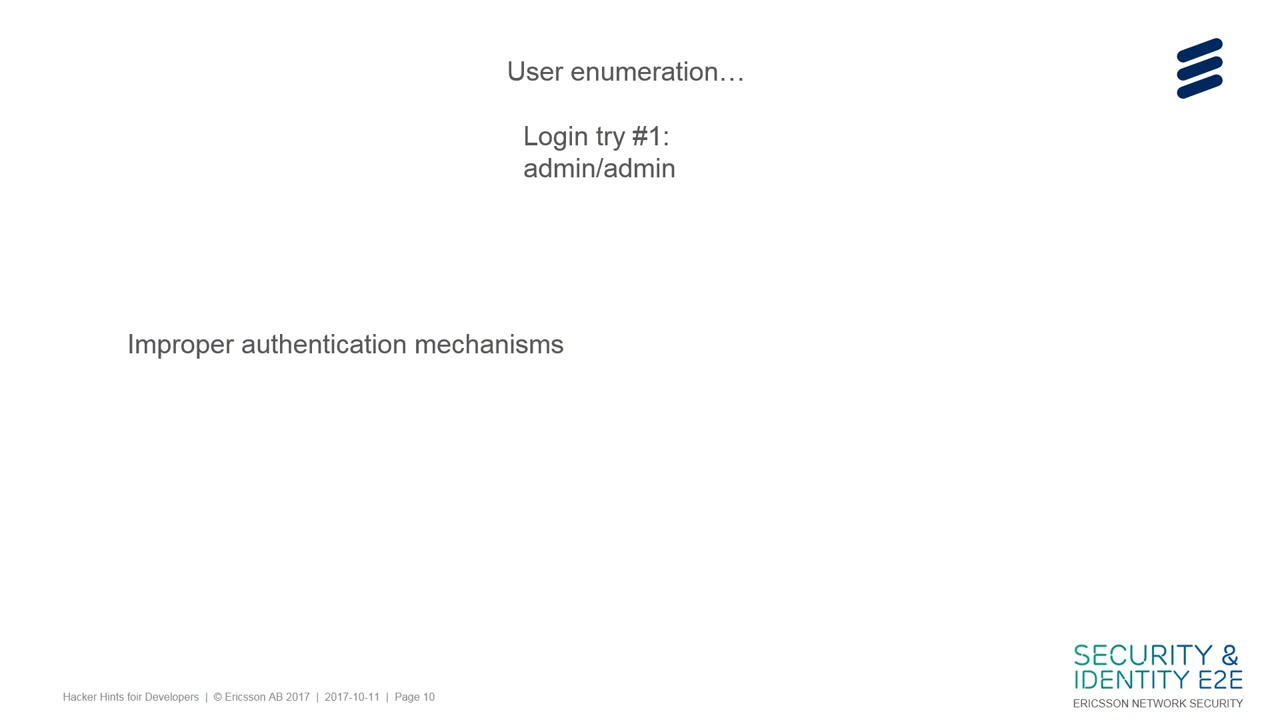 User enumeration…
Login try #1:
admin/admin
Improper authentication mechanisms
SECURITY &
IDENTITY E2E
ERICSSON NETWORK SECURITY
Hacker Hints foir Developers | © Ericsson AB 2017 | 2017-10-11 | Page 10